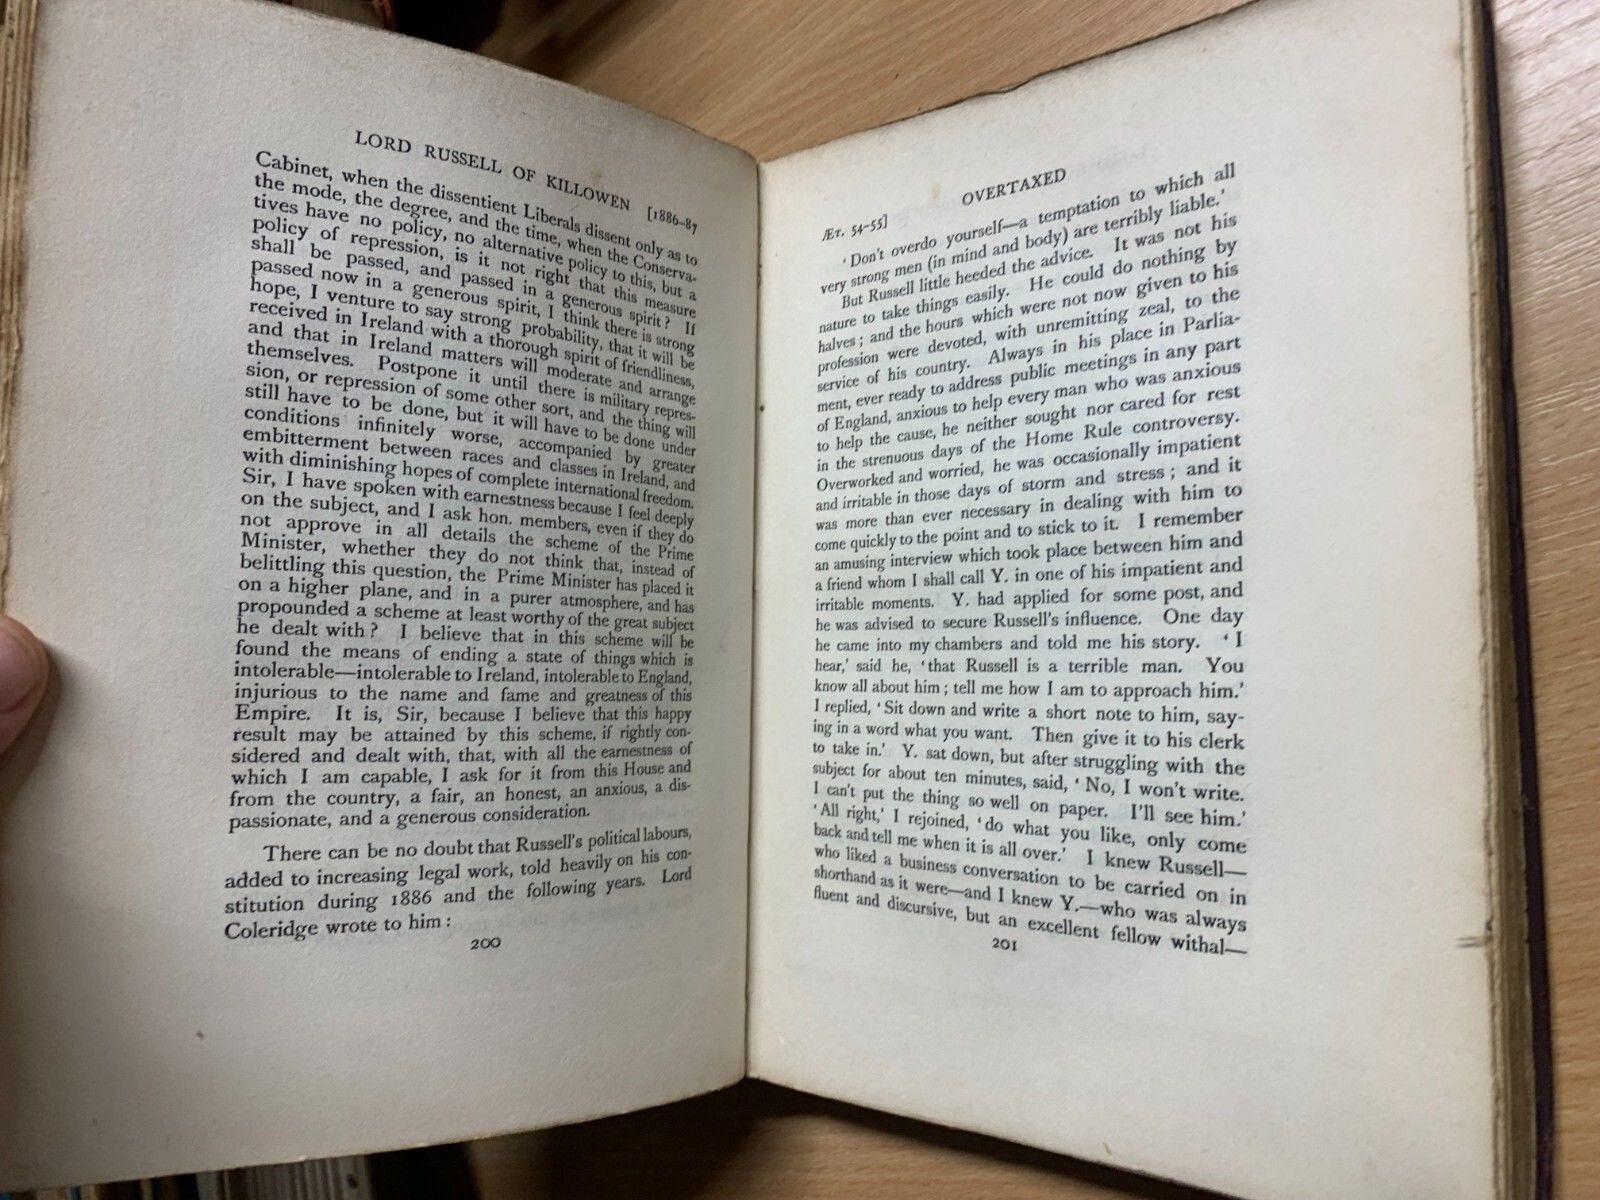 LORD RUSSELL OF KILLOWEN [1886–87
Cabinet, when the dissentient Liberals dissent only as to
the mode, the degree, and the time, when the Conserva-
tives have no policy, no alternative policy to this, but a
policy of repression, is it not right that this measure
shall be passed, and passed in a generous spirit? If
passed now in a generous spirit, I think there is strong
hope, I venture to say strong probability, that it will be
received in Ireland with a thorough spirit of friendliness,
and that in Ireland matters will moderate and arrange
themselves. Postpone it until there is military repres-
sion, or repression of some other sort, and the thing will
still have to be done, but it will have to be done under
conditions infinitely worse, accompanied by greater
embitterment between races and classes in Ireland, and
with diminishing hopes of complete international freedom.
Sir, I have spoken with earnestness because I feel deeply
on the subject, and I ask hon. members, even if they do
not approve in all details the scheme of the Prime
Minister, whether they do not think that, instead of
belittling this question, the Prime Minister has placed it
on a higher plane, and in a purer atmosphere, and has
propounded a scheme at least worthy of the great subject
he dealt with? I believe that in this scheme will be
found the means of ending a state of things which is
intolerable—intolerable to Ireland, intolerable to England,
injurious to the name and fame and greatness of this
Empire. It is, Sir, because I believe that this happy
result may be attained by this scheme, if rightly con-
sidered and dealt with, that, with all the earnestness of
which I am capable, I ask for it from this House and
from the country, a fair, an honest, an anxious, a dis-
passionate, and a generous consideration.
There can be no doubt that Russell's political labours,
added to increasing legal work, told heavily on his con-
stitution during 1886 and the following years. Lord
Coleridge wrote to him:
200
ÆT. 54–55] OVERTAXED
'Don't overdo yourself—a temptation to which all
very strong men (in mind and body) are terribly liable.'
But Russell little heeded the advice. It was not his
nature to take things easily. He could do nothing by
halves; and the hours which were not now given to his
profession were devoted, with unremitting zeal, to the
service of his country. Always in his place in Parlia-
ment, ever ready to address public meetings in any part
of England, anxious to help every man who was anxious
to help the cause, he neither sought nor cared for rest
in the strenuous days of the Home Rule controversy.
Overworked and worried, he was occasionally impatient
and irritable in those days of storm and stress; and it
was more than ever necessary in dealing with him to
come quickly to the point and to stick to it. I remember
an amusing interview which took place between him and
a friend whom I shall call Y. in one of his impatient and
irritable moments. Y. had applied for some post, and
he was advised to secure Russell's influence. One day
he came into my chambers and told me his story. 'I
hear,' said he, 'that Russell is a terrible man. You
know all about him; tell me how I am to approach him.'
I replied, 'Sit down and write a short note to him, say-
ing in a word what you want. Then give it to his clerk
to take in.' Y. sat down, but after struggling with the
subject for about ten minutes, said, 'No, I won't write.
I can't put the thing so well on paper. I'll see him.'
'All right,' I rejoined, 'do what you like, only come
back and tell me when it is all over.' I knew Russell—
who liked a business conversation to be carried on in
shorthand as it were—and I knew Y.—who was always
fluent and discursive, but an excellent fellow withal—
201